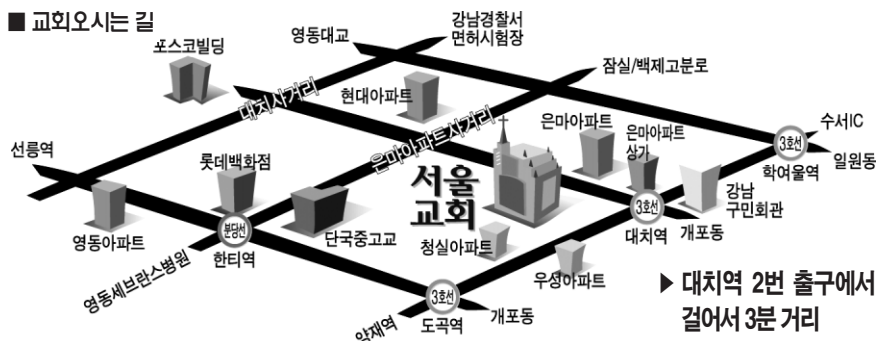 ■ 교회오시는 길
영동대교
강남경찰서
면허시험장
포스코빌딩
잠실/백제고분로
대치사거리
현대아파트
은마아파트사거리
은마아파트
은마아파트
상가
수서IC
3호선
학여울역
일원동
선릉역
롯데백화점
서울
교회
강남
구민회관
영동아파트
분당선
한티역
단국중고교
청실아파트
3호선
대치역
개포동
영동세브란스병원
우성아파트
3호선
도곡역
개포동
양재역
▶ 대치역 2번 출구에서
걸어서 3분 거리